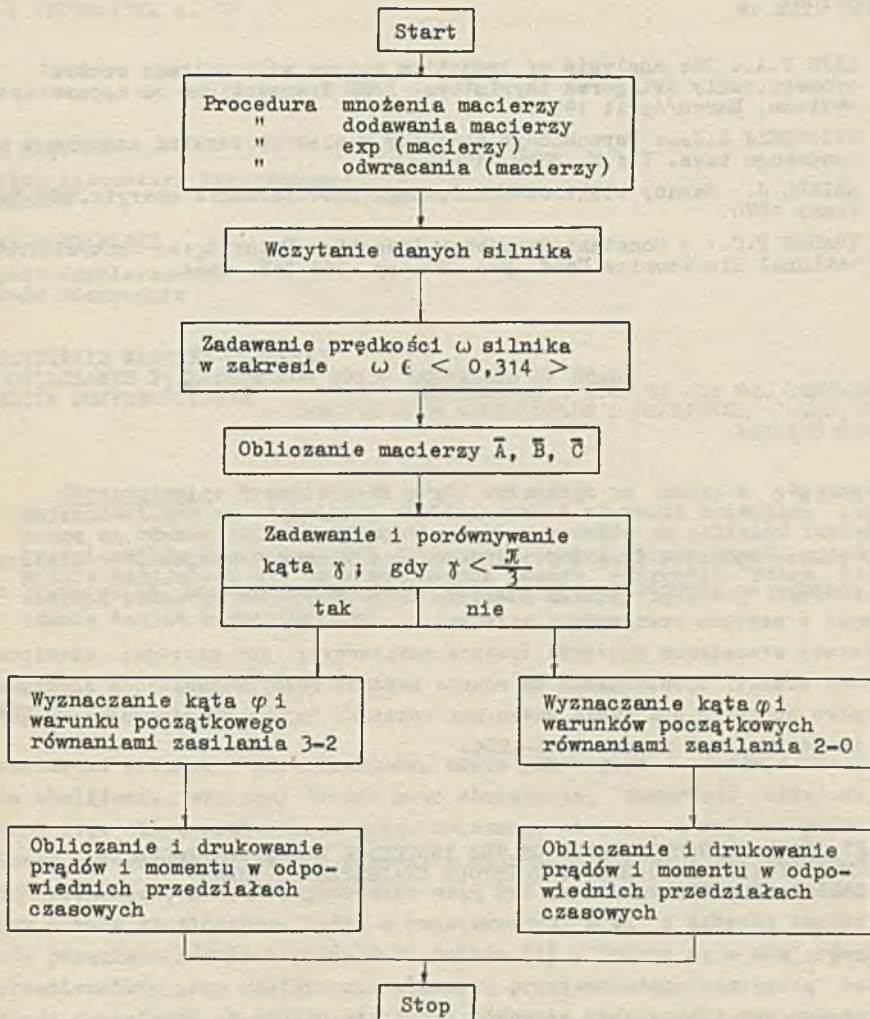 Start
Procedura mnożenia macierzy
" dodawania macierzy
" exp (macierzy)
" odwracania (macierzy)
Wczytanie danych silnika
Zadawanie prędkości ω silnika
w zakresie ω ϵ < 0,314 >
Obliczanie macierzy A̅, B̅, C̅
Zadawanie i porównywanie
kąta γ; gdy γ < π/3
tak nie
Wyznaczanie kąta φ i
warunku początkowego
równaniami zasilania 3-2
Wyznaczanie kąta φ i
warunków początkowych
równaniami zasilania 2-0
Obliczanie i drukowanie
prądów i momentu w odpo-
wiednich przedziałach
czasowych
Obliczanie i drukowanie
prądów i momentu w odpo-
wiednich przedziałach
czasowych
Stop